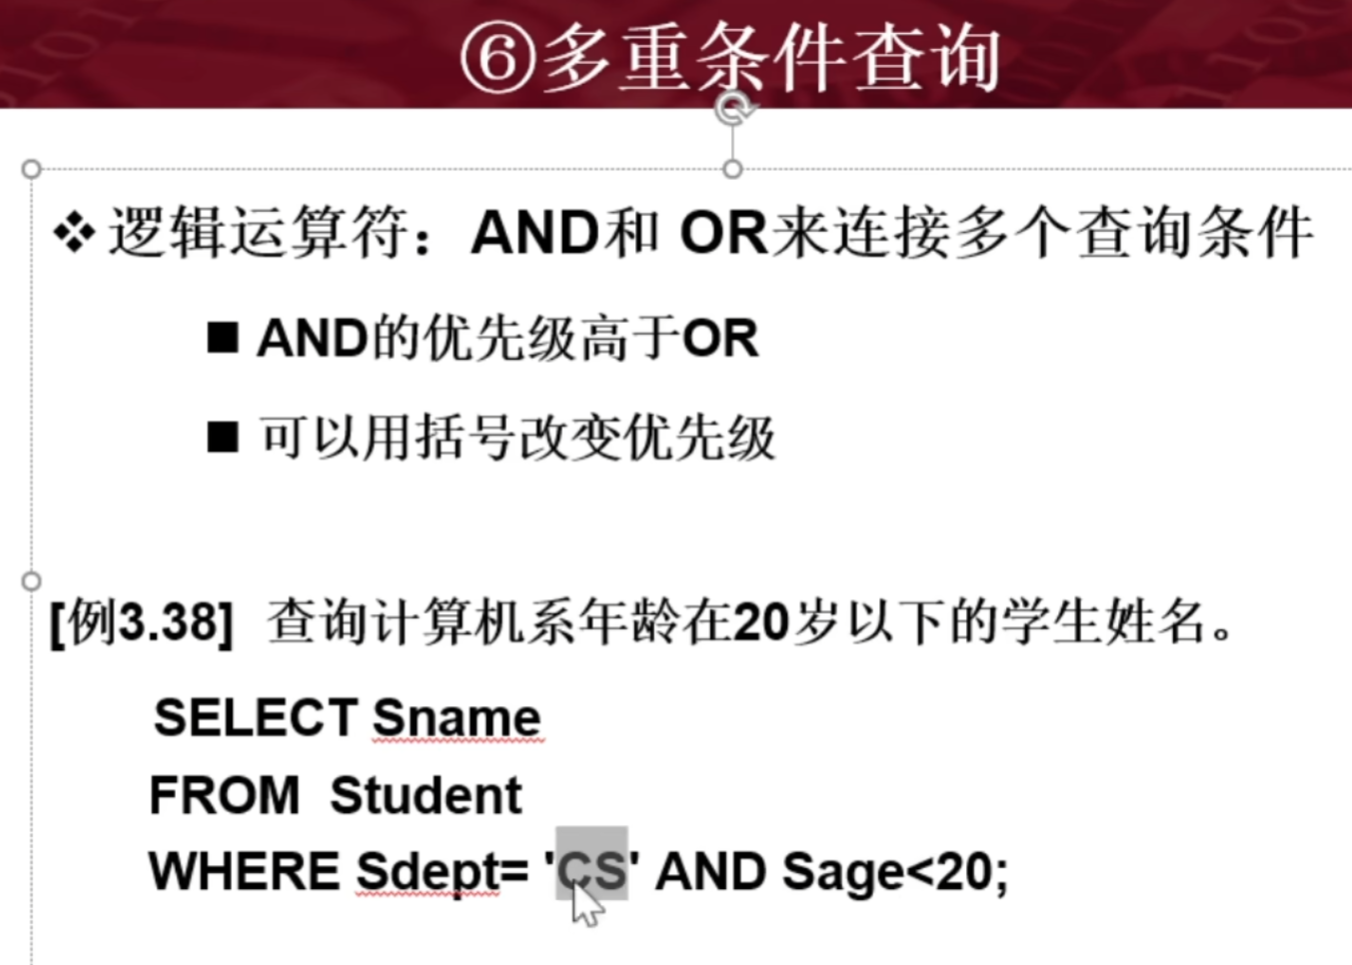 ⑥多重条件查询
❖逻辑运算符：AND和 OR来连接多个查询条件
■ AND的优先级高于OR
■ 可以用括号改变优先级
[例3.38] 查询计算机系年龄在20岁以下的学生姓名。
SELECT Sname
FROM Student
WHERE Sdept= 'CS' AND Sage<20;